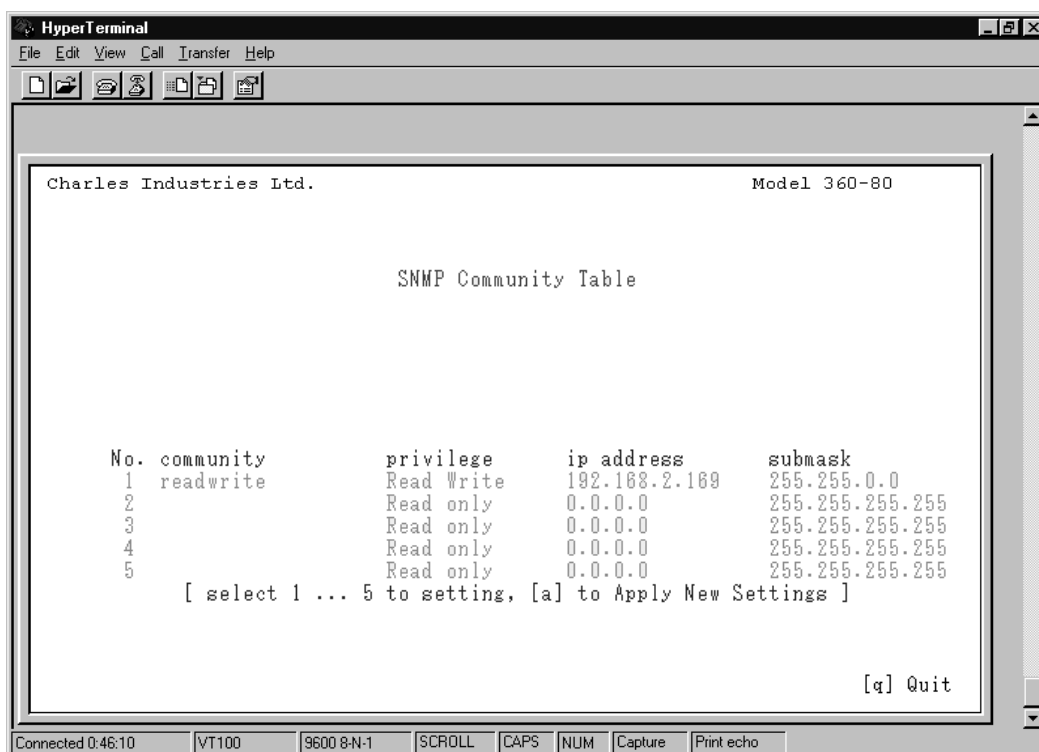 HyperTerminal
File Edit View Call Transfer Help
Charles Industries Ltd. Model 360-80
SNMP Community Table
No. community privilege ip address submask
1 readwrite Read Write 192.168.2.169 255.255.0.0
2 Read only 0.0.0.0 255.255.255.255
3 Read only 0.0.0.0 255.255.255.255
4 Read only 0.0.0.0 255.255.255.255
5 Read only 0.0.0.0 255.255.255.255
[ select 1 ... 5 to setting, [a] to Apply New Settings ]
[q] Quit
Connected 0:46:10 VT100 9600 8-N-1 SCROLL CAPS NUM Capture Print echo